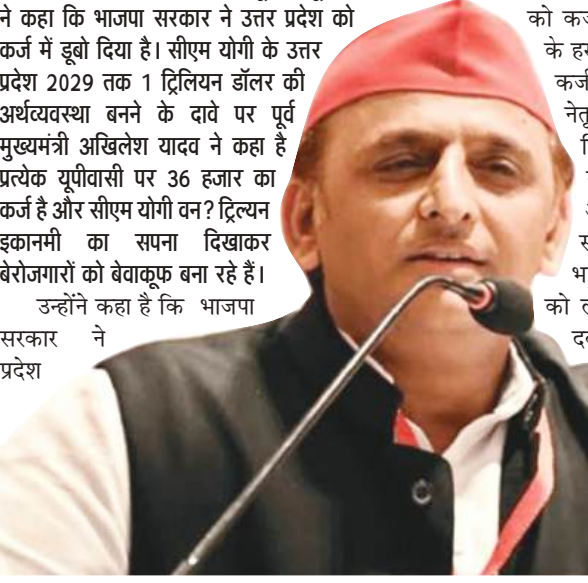 ने कहा कि भाजपा सरकार ने उत्तर प्रदेश को
कर्ज में डूबो दिया है। सीएम योगी के उत्तर
प्रदेश 2029 तक 1 ट्रिलियन डॉलर की
अर्थव्यवस्था बनने के दावे पर पूर्व
मुख्यमंत्री अखिलेश यादव ने कहा है
प्रत्येक यूपीवासी पर 36 हजार का
कर्ज है और सीएम योगी वन? ट्रिल्यन
इकानमी का सपना दिखाकर
बेरोजगारों को बेवाकूफ बना रहे हैं।
उन्होंने कहा है कि भाजपा
सरकार ने
प्रदेश
को
के
को